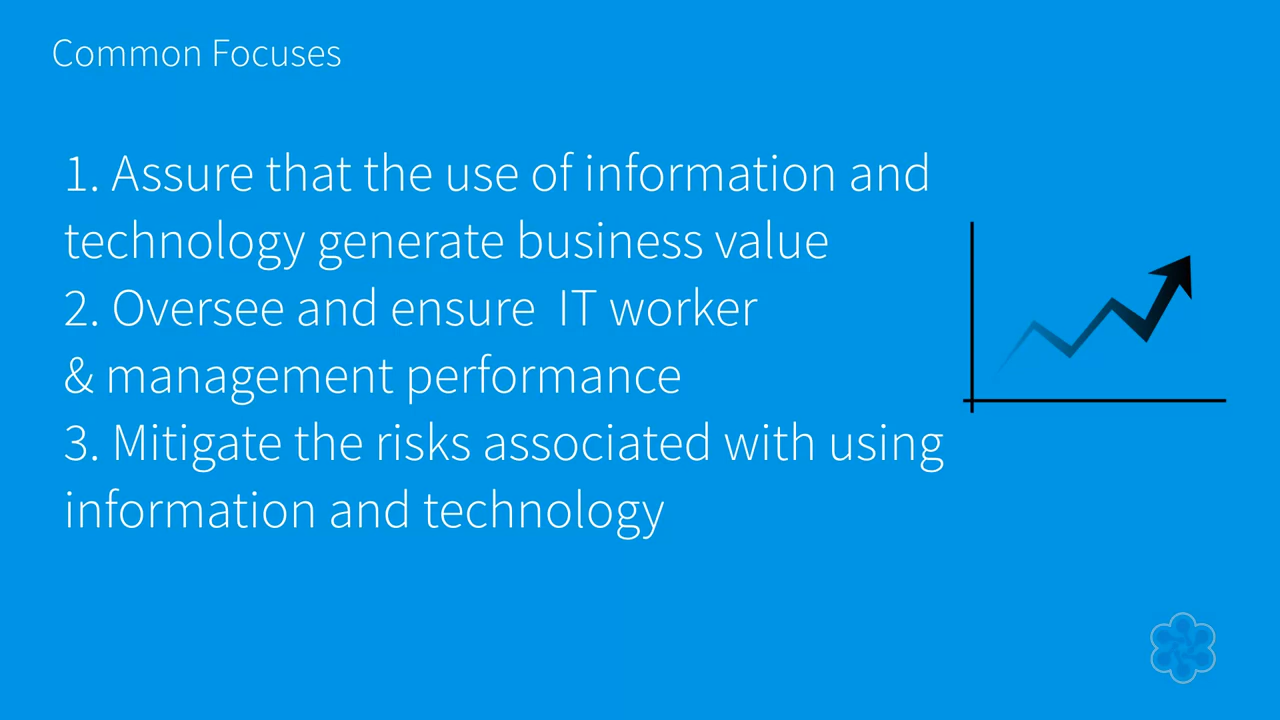 Common Focuses
1. Assure that the use of information and
technology generate business value
2. Oversee and ensure  IT worker
& management performance
3. Mitigate the risks associated with using
information and technology